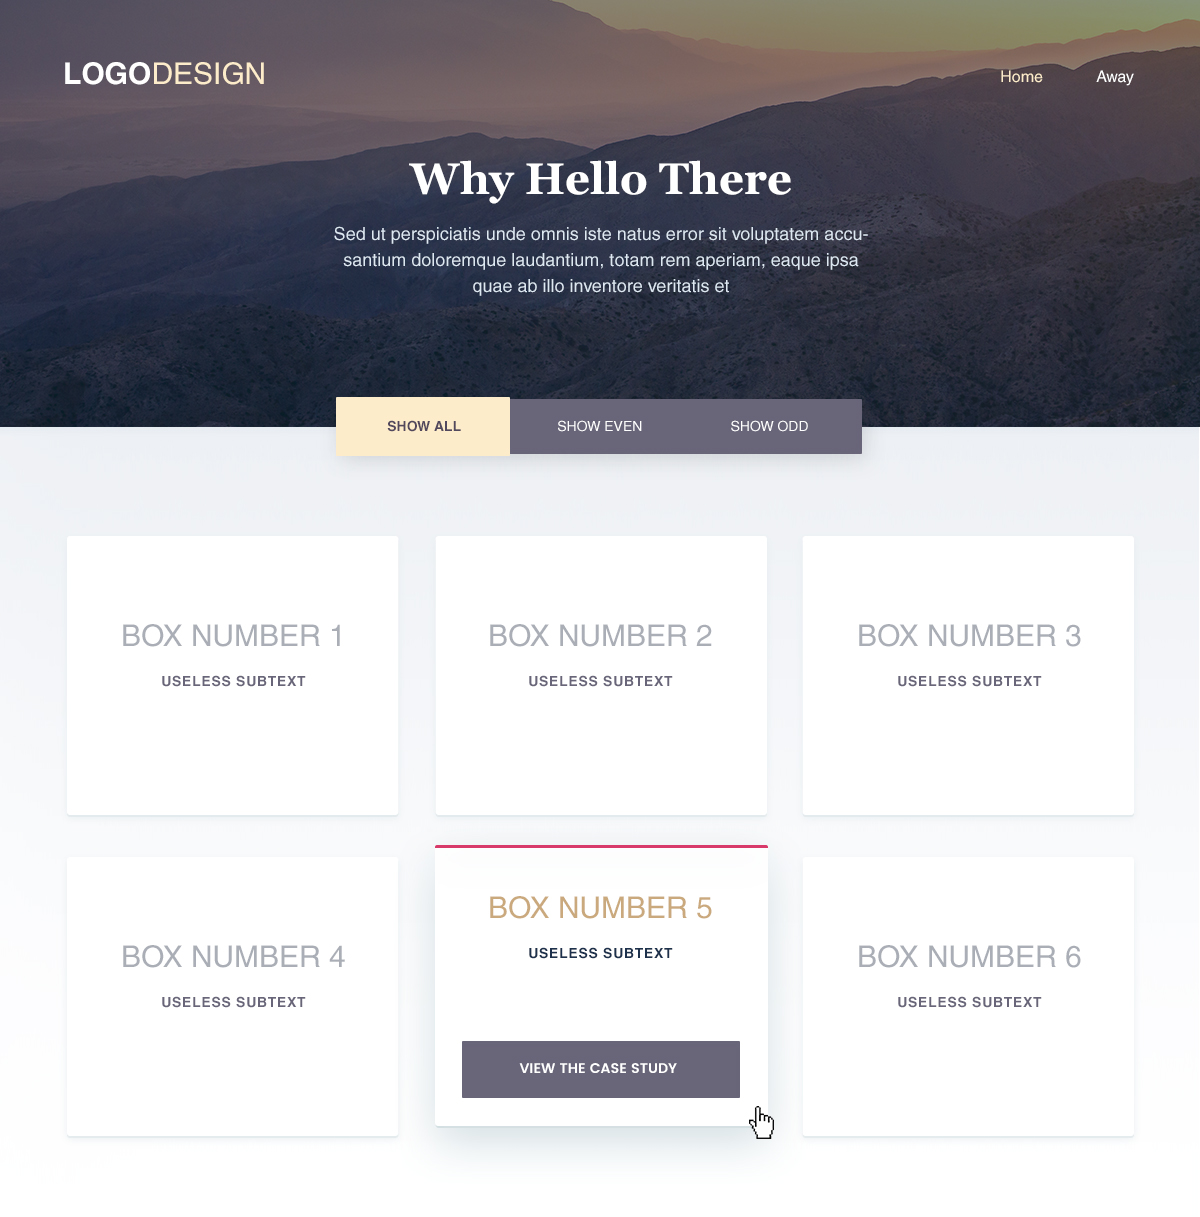 LOGODESIGN
Home Away
Why Hello There
Sed ut perspiciatis unde omnis iste natus error sit voluptatem accu-
santium doloremque laudantium, totam rem aperiam, eaque ipsa
quae ab illo inventore veritatis et
SHOW ALL SHOW EVEN SHOW ODD
BOX NUMBER 1
USELESS SUBTEXT
BOX NUMBER 2
USELESS SUBTEXT
BOX NUMBER 3
USELESS SUBTEXT
BOX NUMBER 4
USELESS SUBTEXT
BOX NUMBER 5
USELESS SUBTEXT
VIEW THE CASE STUDY
BOX NUMBER 6
USELESS SUBTEXT